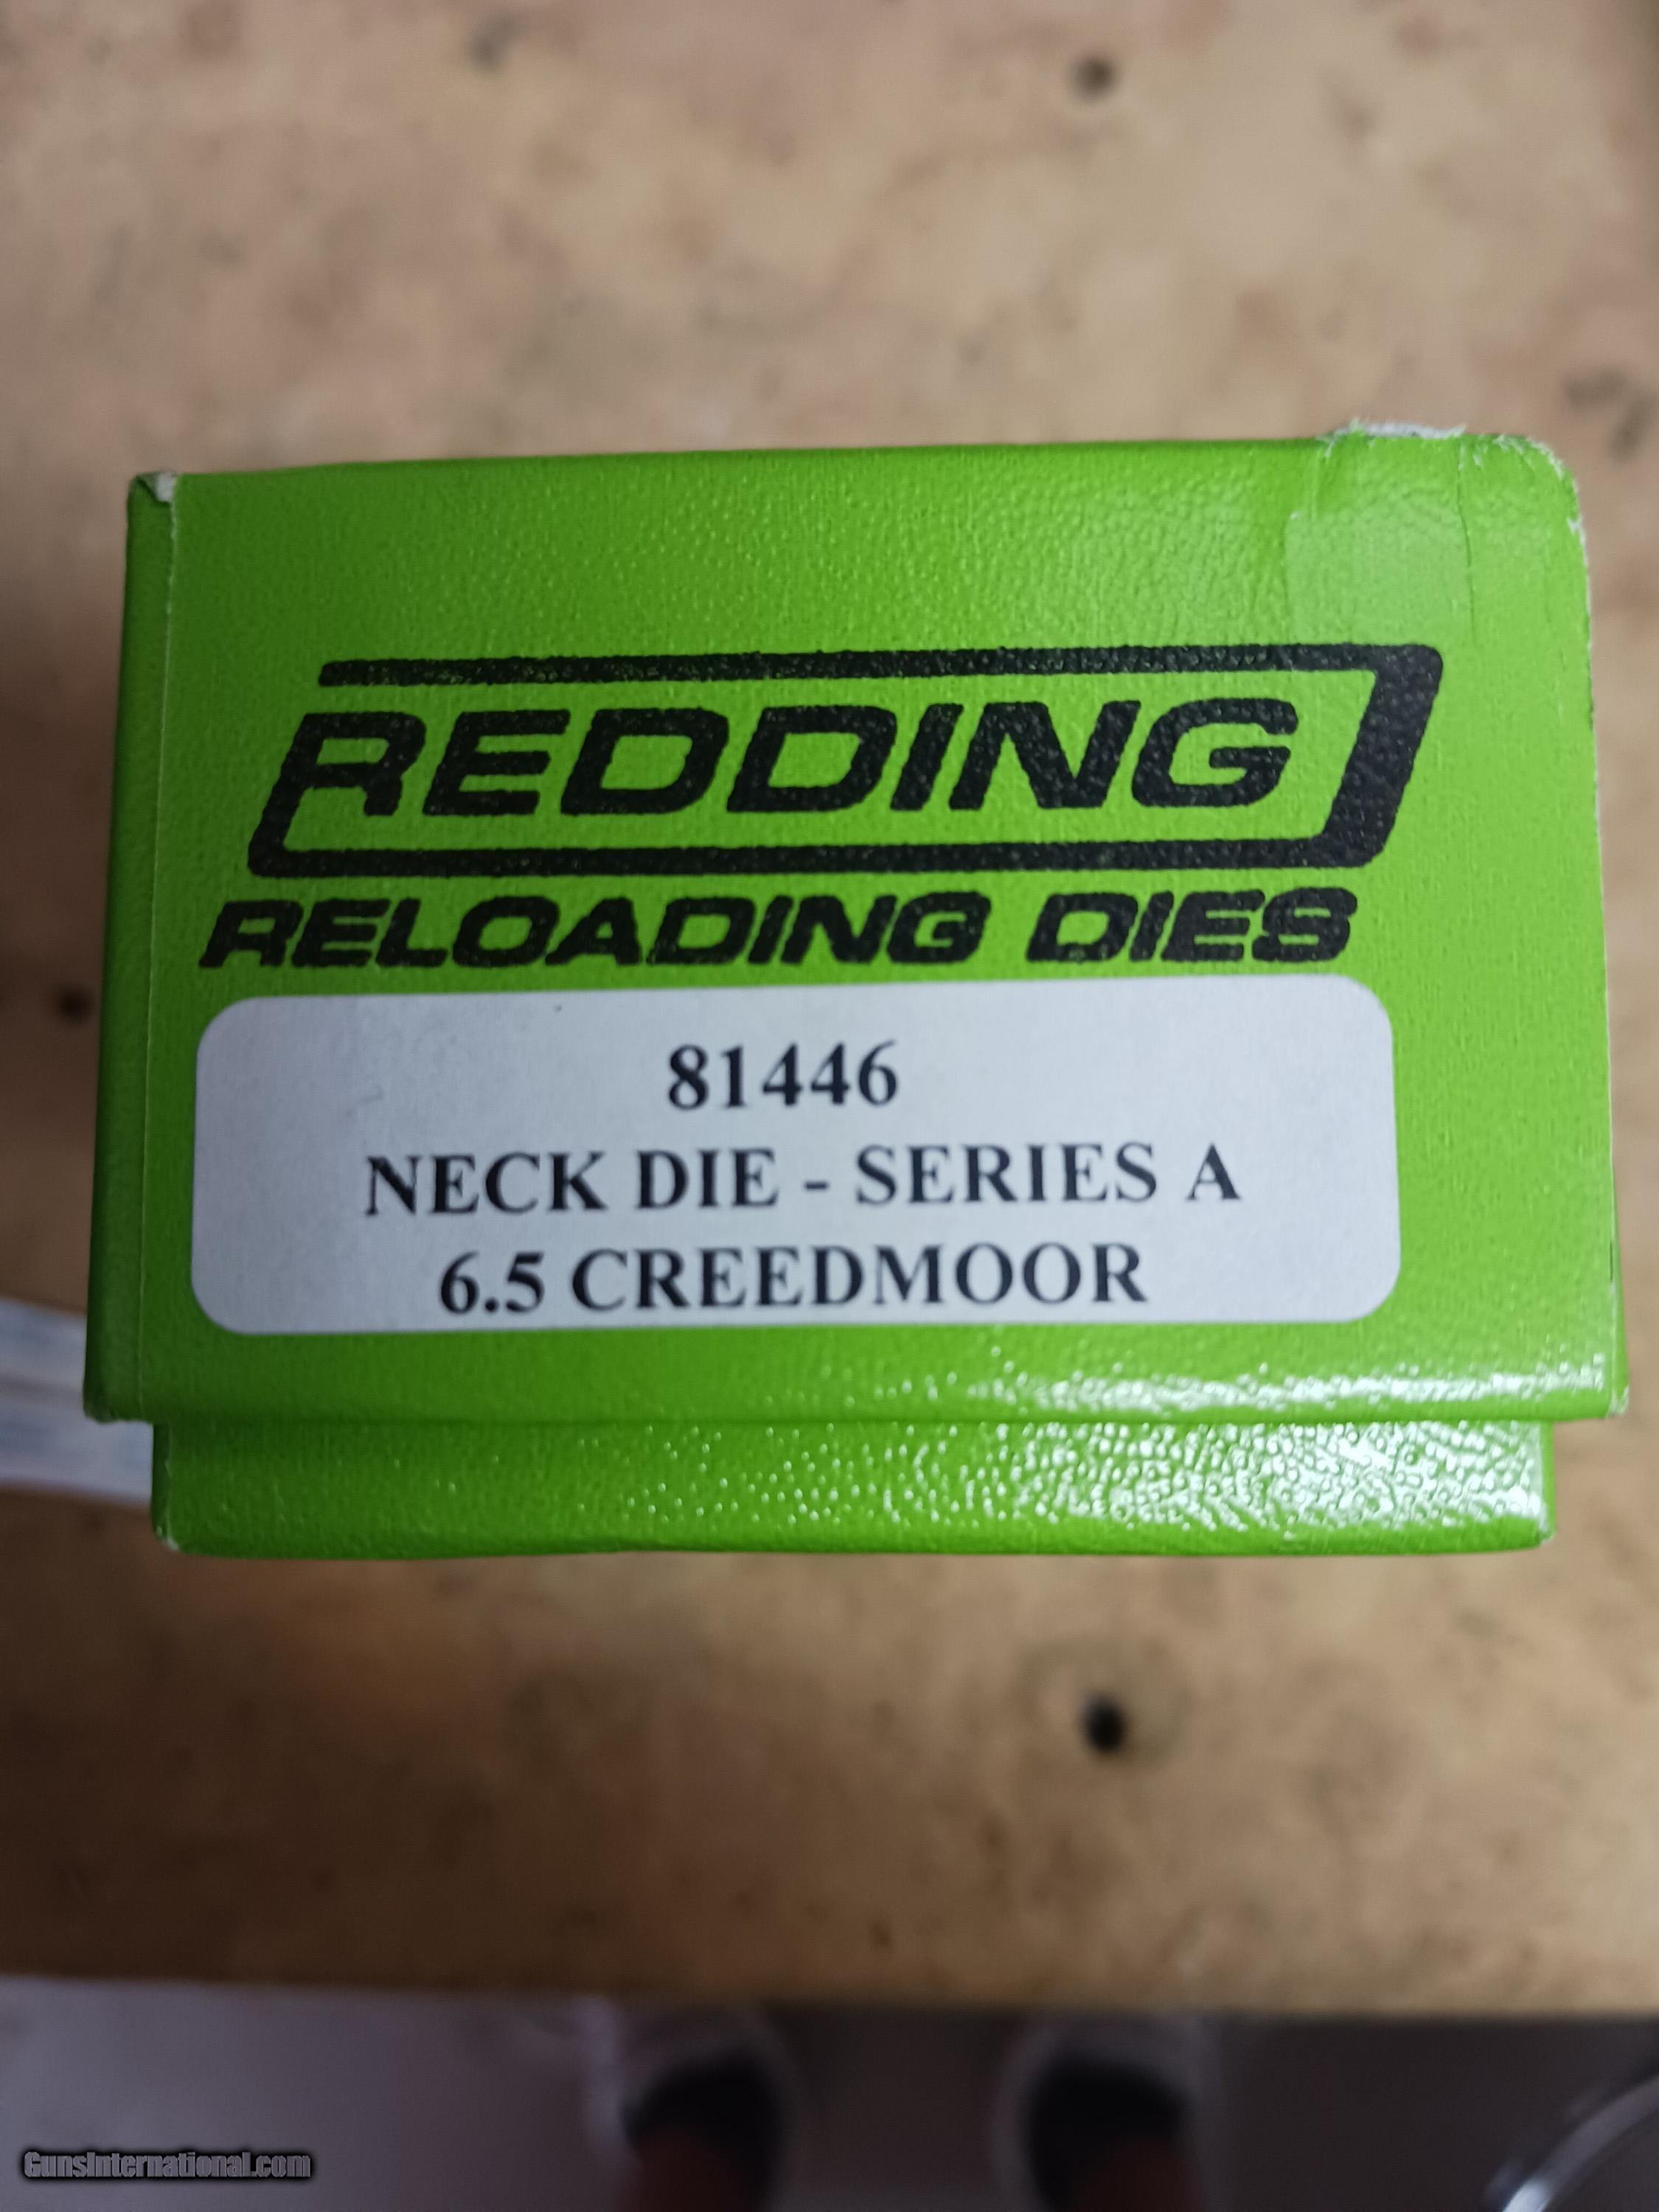 REDDING
RELOADING DIES
81446
NECK DIE - SERIES A
6.5 CREEDMOOR
GunsInternational.com